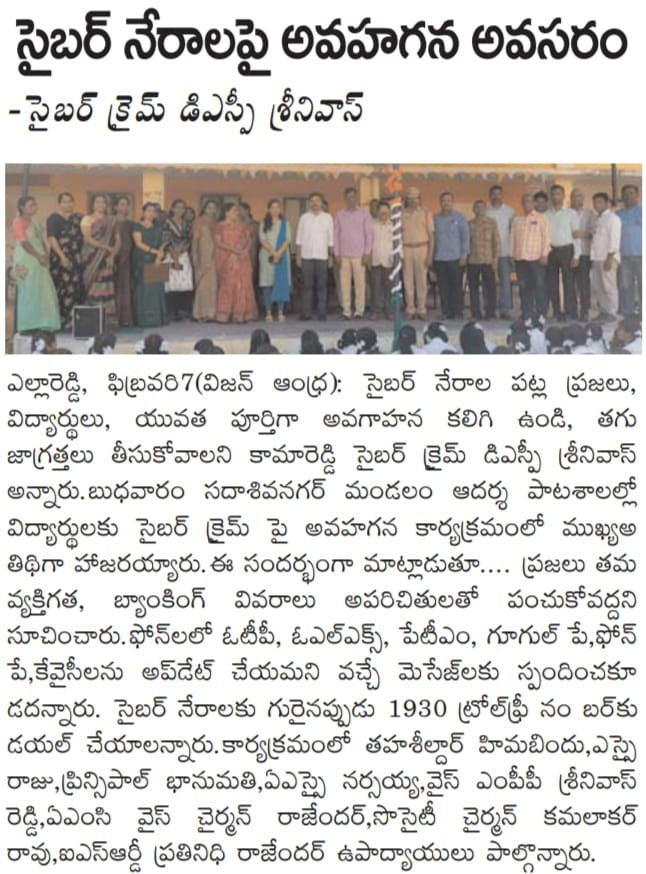 సైబర్ నేరాలపై అవహగన అవసరం
-సైబర్ క్రైమ్ డిఎస్పీ శ్రీనివాస్
ఎల్లారెడ్డి, ఫిబ్రవరి7(విజన్ ఆంధ్ర): సైబర్ నేరాల పట్ల ప్రజలు,
విద్యార్థులు, యువత పూర్తిగా అవగాహన కలిగి ఉండి, తగు
జాగ్రత్తలు తీసుకోవాలని కామారెడ్డి సైబర్ క్రైమ్ డిఎస్పీ శ్రీనివాస్
అన్నారు.బుధవారం సదాశివనగర్ మండలం ఆదర్శ పాటశాలల్లో
విద్యార్థులకు సైబర్ క్రైమ్ పై అవహగన కార్యక్రమంలో ముఖ్యఅ
తిథిగా హాజరయ్యారు.ఈ సందర్భంగా మాట్లాడుతూ.... ప్రజలు తమ
వ్యక్తిగత, బ్యాంకింగ్ వివరాలు అపరిచితులతో పంచుకోవద్దని
సూచించారు.ఫోన్‌లలో ఓటీపీ, ఓఎల్ఎక్స్, పేటీఎం, గూగుల్ పే,ఫోన్
పే,కేవైసీలను అప్‌డేట్ చేయమని వచ్చే మెసేజ్‌లకు స్పందించకూ
డదన్నారు. సైబర్ నేరాలకు గురైనప్పుడు 1930 ట్రోల్‌ఫ్రీ నం బర్‌కు
డయల్ చేయాలన్నారు.కార్యక్రమంలో తహశీల్దార్ హిమబిందు,ఎస్సై
రాజు,ప్రిన్సిపాల్ భానుమతి,ఏఎస్సై నర్సయ్య,వైస్ ఎంపీపీ శ్రీనివాస్
రెడ్డి,ఏఎంసి వైస్ చైర్మన్ రాజేందర్,సొసైటీ చైర్మన్ కమలాకర్
రావు,ఐఎస్ఆర్డీ ప్రతినిధి రాజేందర్ ఉపాద్యాయులు పాల్గొన్నారు.